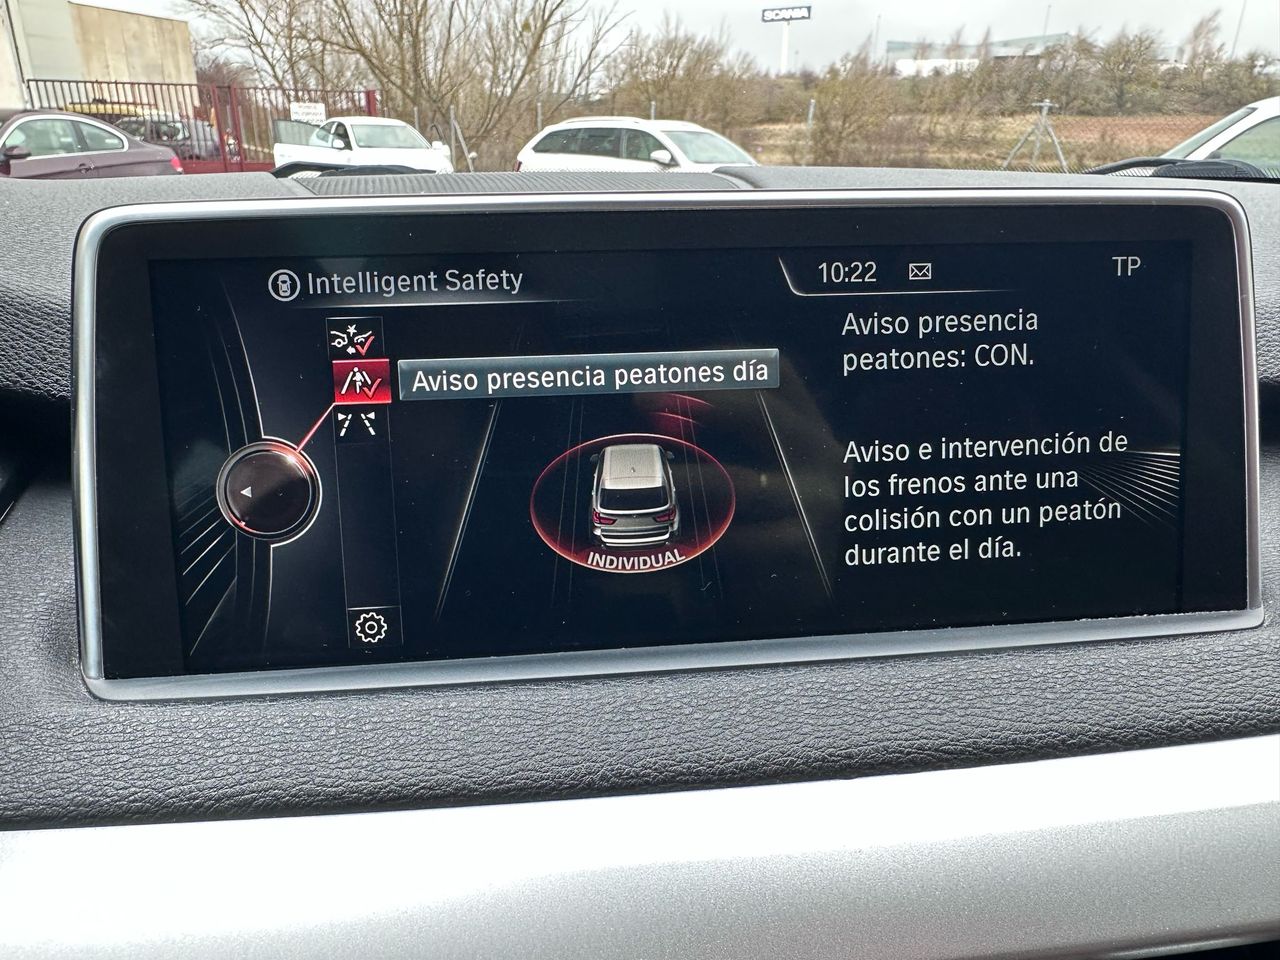 SCANIA
Intelligent Safety
10:22
TP
Aviso presencia peatones día
INDIVIDUAL
Aviso presencia
peatones: CON.
Aviso e intervención de
los frenos ante una
colisión con un peatón
durante el día.